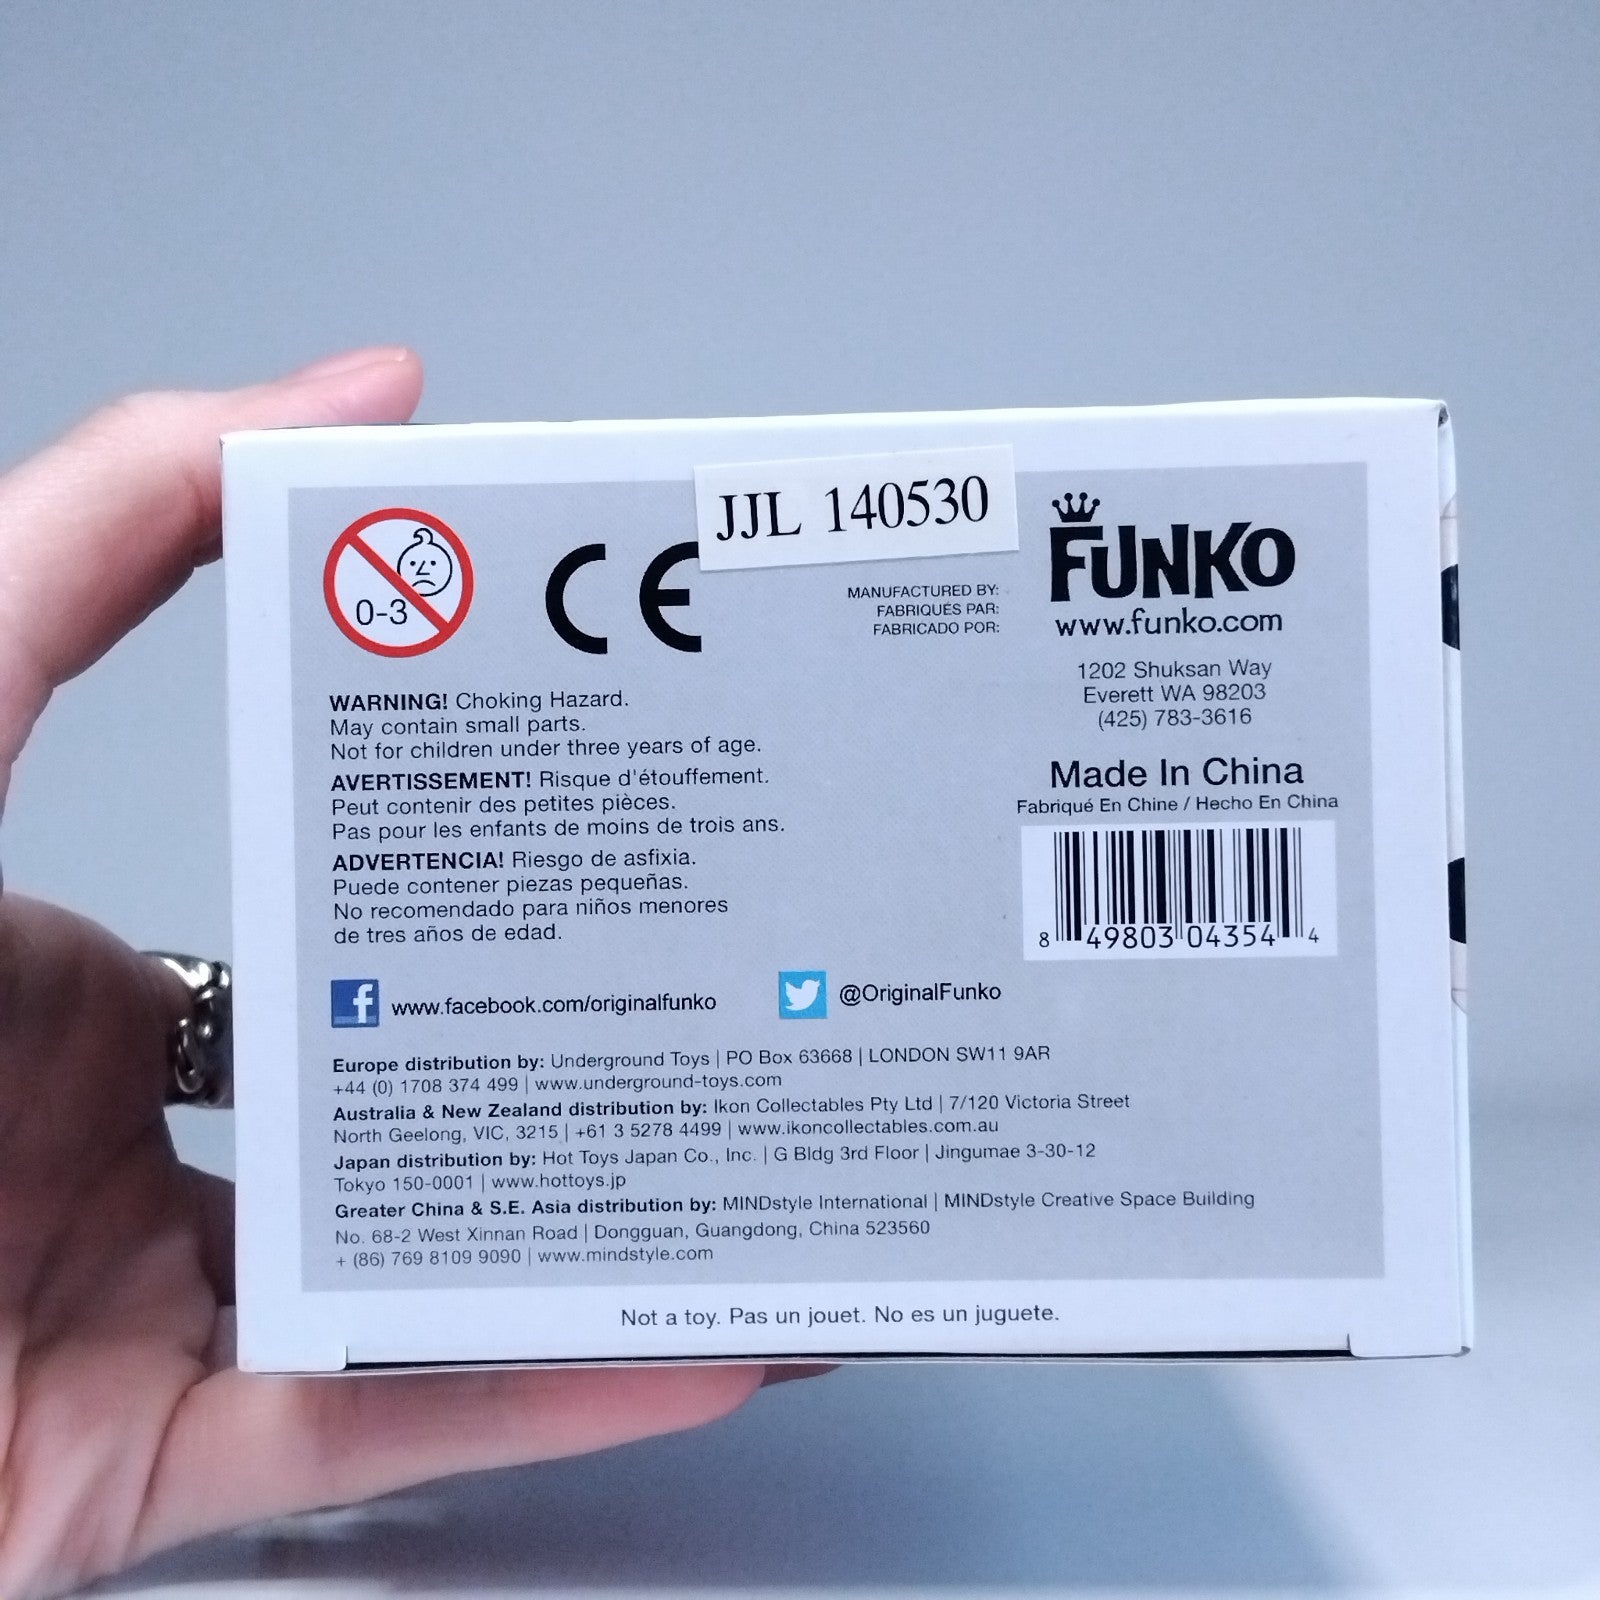 JJL 140530
0-3
CE
MANUFACTURED BY:
FABRIQUÉS PAR:
FABRICADO POR:
FUNKO
www.funko.com
1202 Shuksan Way
Everett WA 98203
(425) 783-3616
Made In China
Fabriqué En Chine / Hecho En China
8 49803 04354 4
WARNING! Choking Hazard.
May contain small parts.
Not for children under three years of age.
AVERTISSEMENT! Risque d'étouffement.
Peut contenir des petites pièces.
Pas pour les enfants de moins de trois ans.
ADVERTENCIA! Riesgo de asfixia.
Puede contener piezas pequeñas.
No recomendado para niños menores
de tres años de edad.
www.facebook.com/originalfunko
@OriginalFunko
Europe distribution by: Underground Toys | PO Box 63668 | LONDON SW11 9AR
+44 (0) 1708 374 499 | www.underground-toys.com
Australia & New Zealand distribution by: Ikon Collectables Pty Ltd | 7/120 Victoria Street
North Geelong, VIC, 3215 | +61 3 5278 4499 | www.ikoncollectables.com.au
Japan distribution by: Hot Toys Japan Co., Inc. | G Bldg 3rd Floor | Jingumae 3-30-12
Tokyo 150-0001 | www.hottoys.jp
Greater China & S.E. Asia distribution by: MINDstyle International | MINDstyle Creative Space Building
No. 68-2 West Xinnan Road | Dongguan, Guangdong, China 523560
+ (86) 769 8109 9090 | www.mindstyle.com
Not a toy. Pas un jouet. No es un juguete.